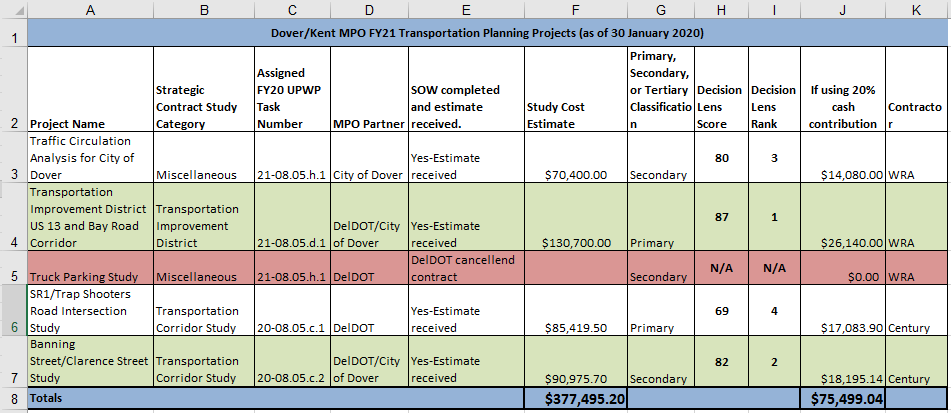 A B C D E F G H I J K
1 Dover/Kent MPO FY21 Transportation Planning Projects (as of 30 January 2020)
Primary,
Secondary,
Assigned or Tertiary
Strategic FY20 UPWP SOW completed Classificatio Decision Decision If using 20%
Contract Study Task and estimate Study Cost n Lens Lens cash Contracto
2 Project Name Category Number MPO Partner received. Estimate Score Rank contribution r
Traffic Circulation
Analysis for City of Yes-Estimate 80 3
3 Dover Miscellaneous 21-08.05.h.1 City of Dover received $70,400.00 Secondary $14,080.00 WRA
Transportation
Improvement District Transportation
US 13 and Bay Road Improvement DelDOT/City Yes-Estimate 87 1
4 Corridor District 21-08.05.d.1 of Dover received $130,700.00 Primary $26,140.00 WRA
DelDOT cancellend N/A N/A
5 Truck Parking Study Miscellaneous 21-08.05.h.1 DelDOT contract Secondary $0.00 WRA
SR1/Trap Shooters
Road Intersection Transportation Yes-Estimate 69 4
6 Study Corridor Study 20-08.05.c.1 DelDOT received $85,419.50 Primary $17,083.90 Century
Banning
Street/Clarence Street Transportation DelDOT/City Yes-Estimate 82 2
7 Study Corridor Study 20-08.05.c.2 of Dover received $90,975.70 Secondary $18,195.14 Century
8 Totals $377,495.20 $75,499.04